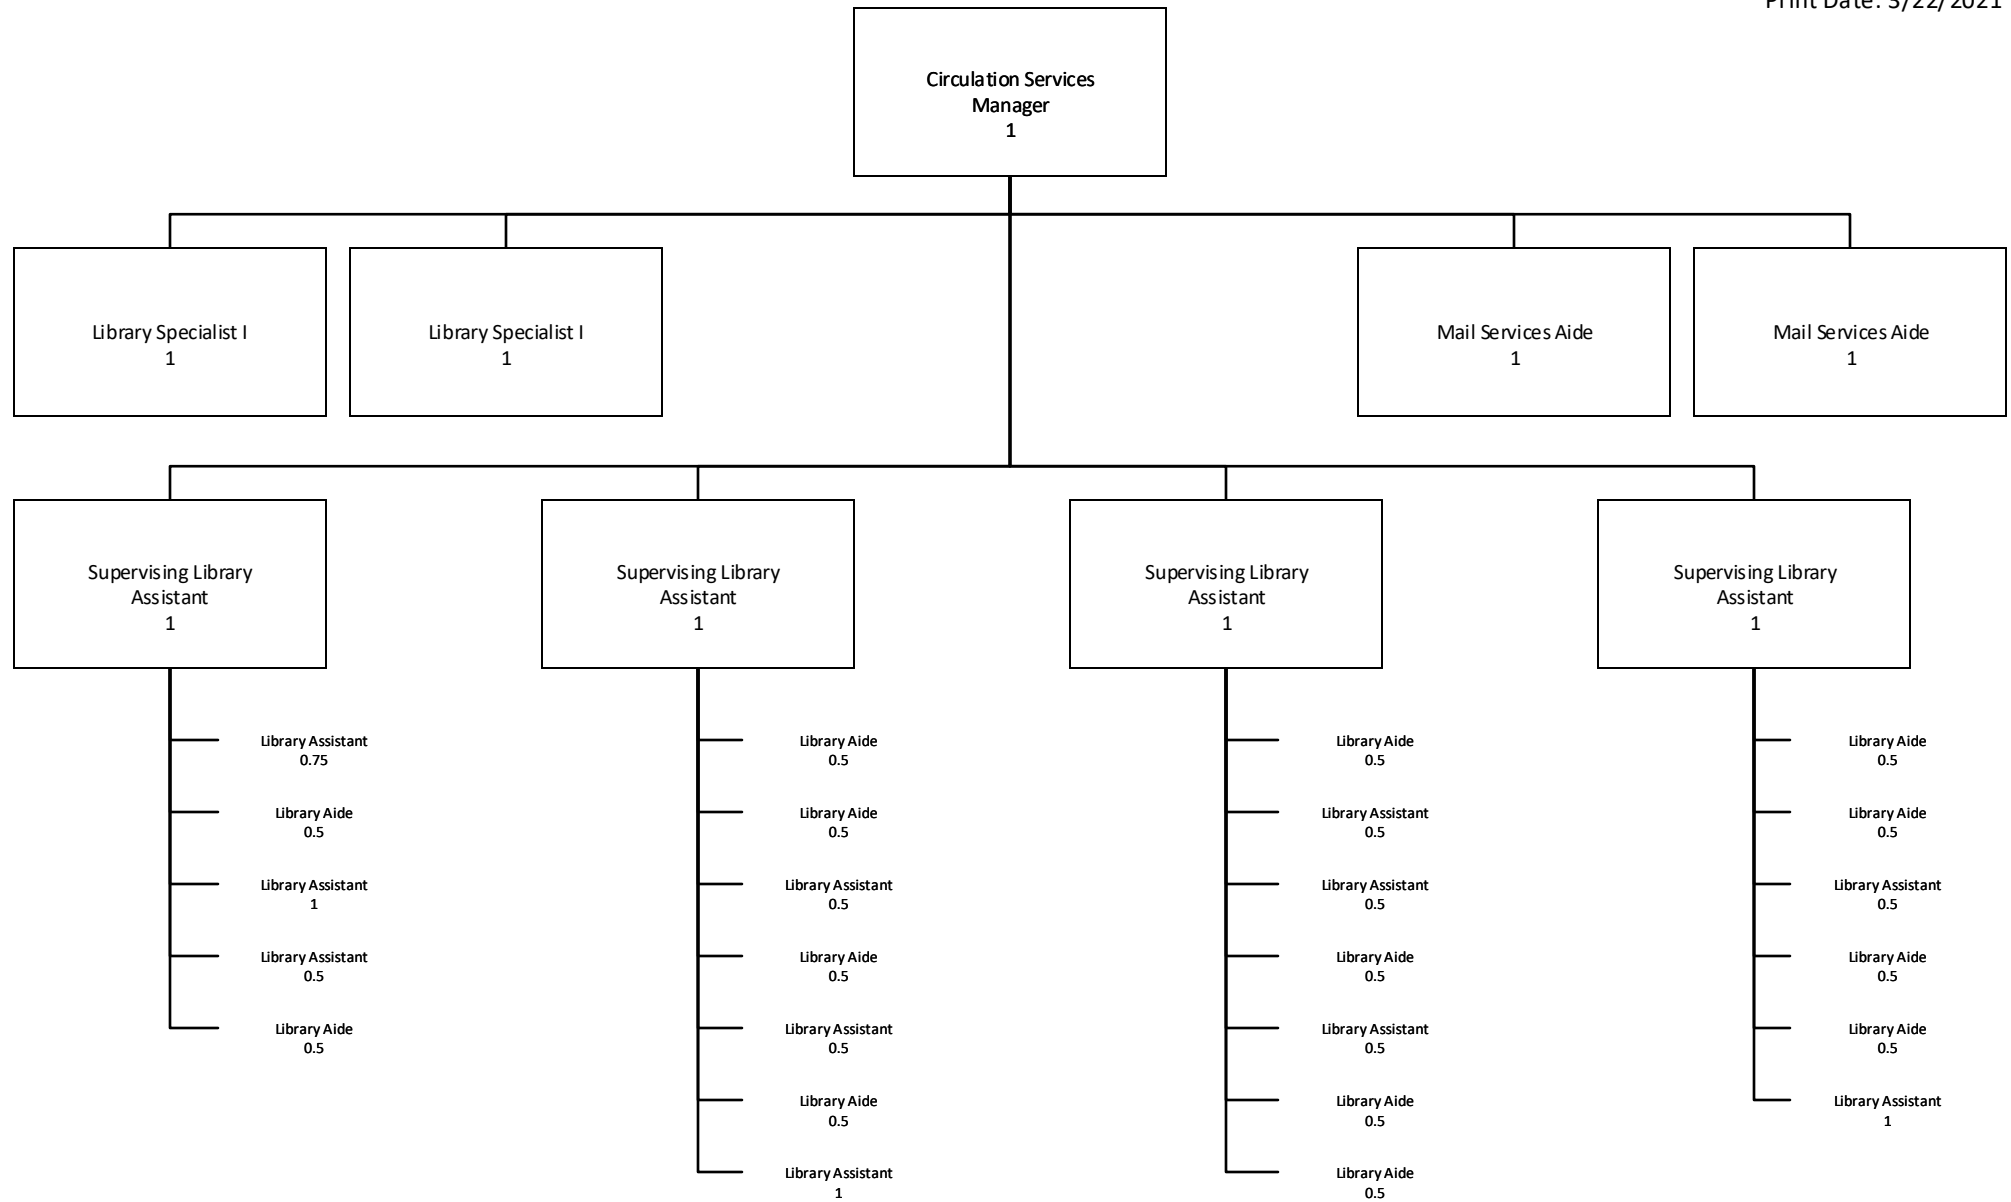 Print Date: 3/22/2021
Circulation Services
Manager
1
Library Specialist I
1
Library Specialist I
1
Mail Services Aide
1
Mail Services Aide
1
Supervising Library
Assistant
1
Supervising Library
Assistant
1
Supervising Library
Assistant
1
Supervising Library
Assistant
1
Library Assistant
0.75
Library Aide
0.5
Library Assistant
1
Library Assistant
0.5
Library Aide
0.5
Library Aide
0.5
Library Aide
0.5
Library Assistant
0.5
Library Aide
0.5
Library Assistant
0.5
Library Aide
0.5
Library Assistant
1
Library Aide
0.5
Library Assistant
0.5
Library Assistant
0.5
Library Aide
0.5
Library Assistant
0.5
Library Aide
0.5
Library Aide
0.5
Library Aide
0.5
Library Aide
0.5
Library Assistant
0.5
Library Aide
0.5
Library Aide
0.5
Library Assistant
1